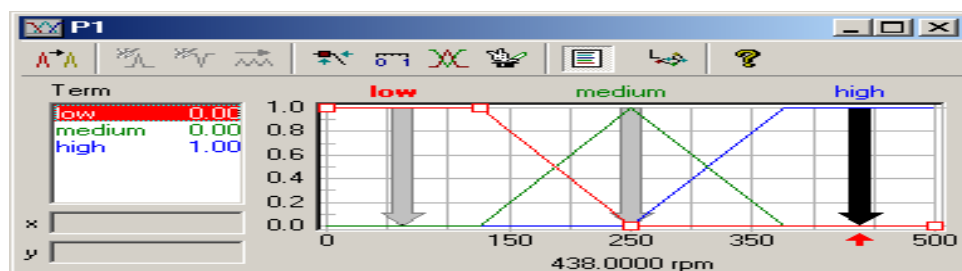 P1
Term
low 0.00
medium 0.00
high 1.00
x
y
low medium high
1.0
0.8
0.6
0.4
0.2
0.0
0 150 250 350 500
438.0000 rpm